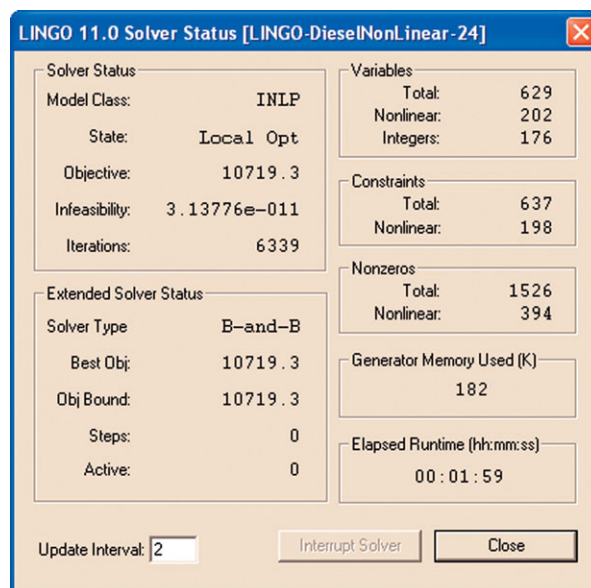 LINGO 11.0 Solver Status [LINGO-DieselNonLinear-24]
Solver Status
Model Class: INLP
State: Local Opt
Objective: 10719.3
Infeasibility: 3.13776e-011
Iterations: 6339
Extended Solver Status
Solver Type B-and-B
Best Obj: 10719.3
Obj Bound: 10719.3
Steps: 0
Active: 0
Variables
Total: 629
Nonlinear: 202
Integers: 176
Constraints
Total: 637
Nonlinear: 198
Nonzeros
Total: 1526
Nonlinear: 394
Generator Memory Used (K)
182
Elapsed Runtime (hh:mm:ss)
00:01:59
Update Interval: 2
Interrupt Solver
Close